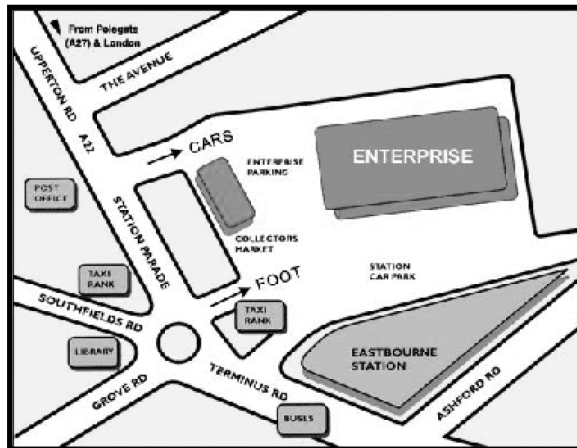 From Polegate
(A27) & London
UPPERTON RD
A22
THE AVENUE
CARS
ENTERPRISE
PARKING
ENTERPRISE
POST
OFFICE
STATION PARADE
COLLECTORS
MARKET
TAXI
RANK
FOOT
STATION
CAR PARK
SOUTHFIELDS RD
TAXI
RANK
LIBRARY
EASTBOURNE
STATION
GROVE RD
TERMINUS RD
ASHFORD RD
BUSES